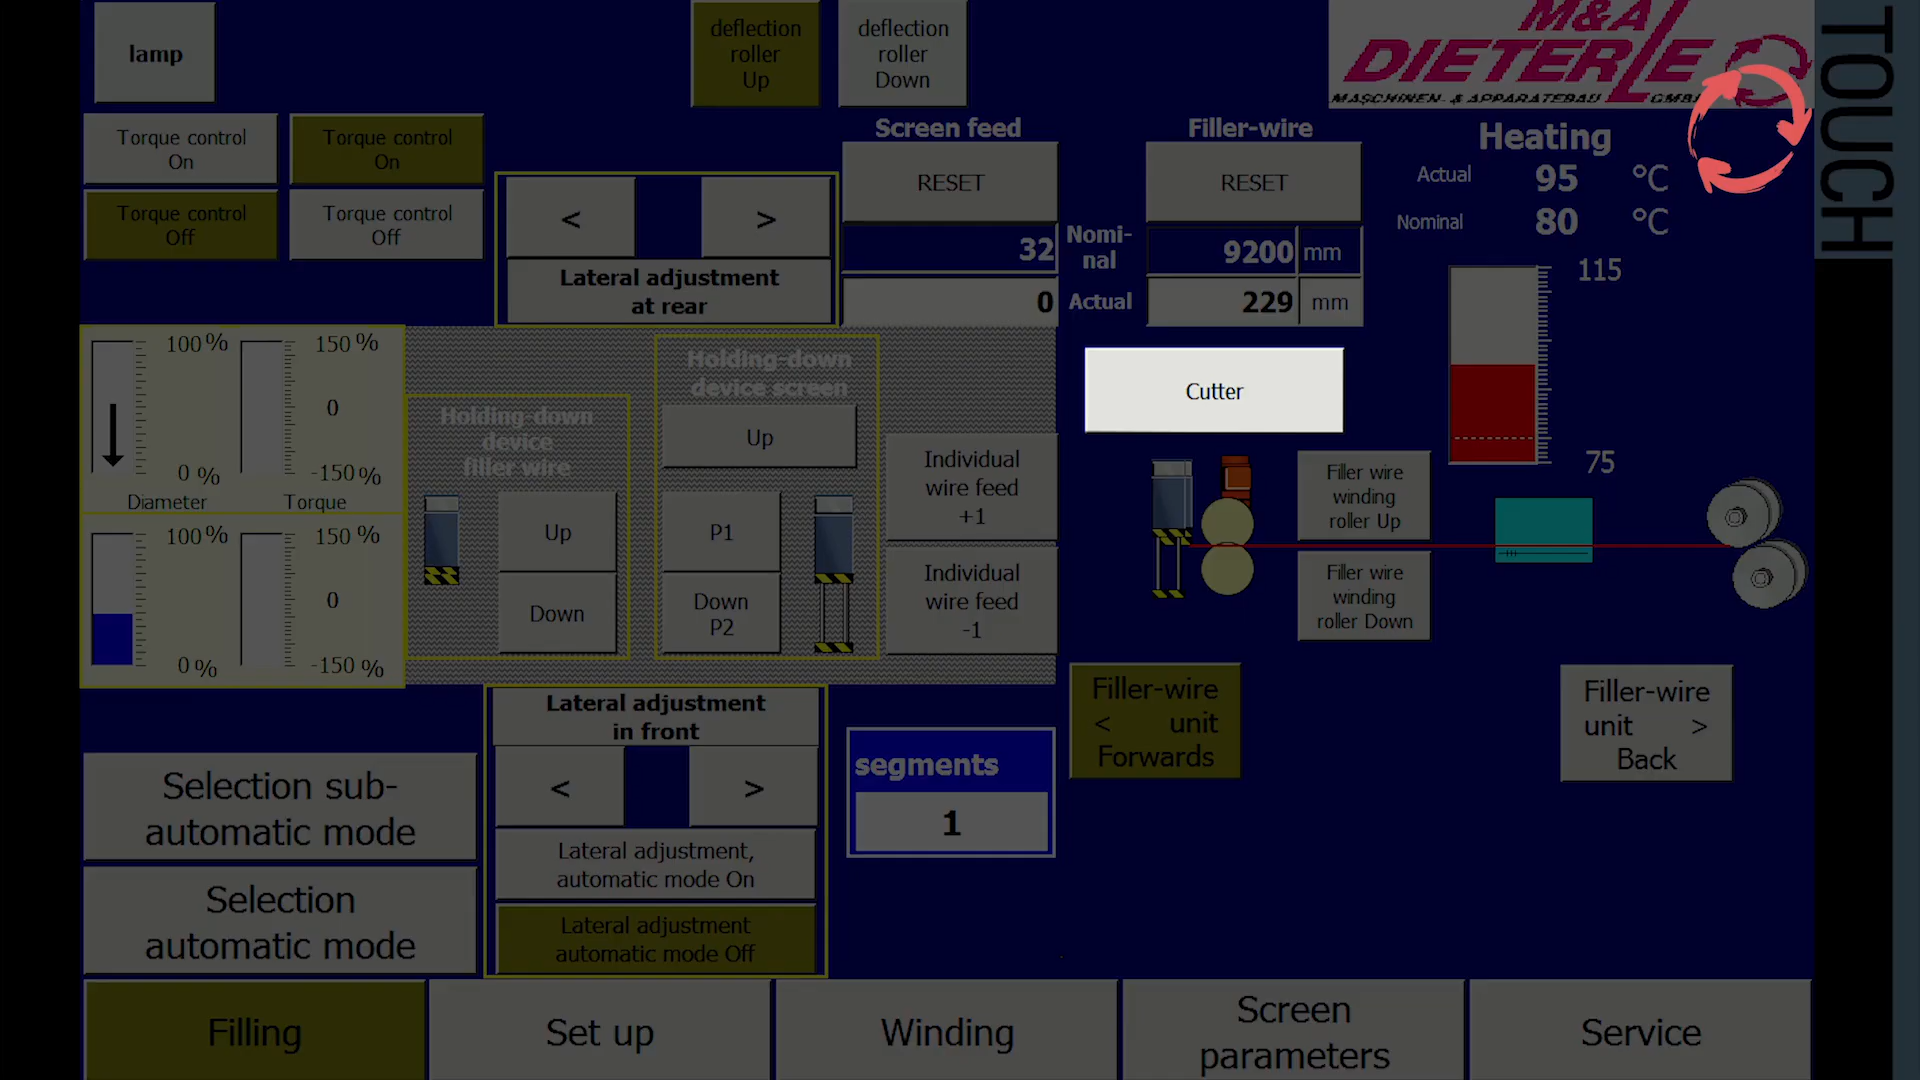 lamp
deflection
roller
Up
deflection
roller
Down
M&A
DIETERLE
MASCHINEN- & APPARATEBAU GMBH
TOUCH
Torque control
On
Torque control
On
Torque control
Off
Torque control
Off
<
>
Lateral adjustment
at rear
Screen feed
RESET
32
0
Nomi-
nal
Actual
Filler-wire
RESET
9200 mm
229 mm
Heating
Actual 95 °C
Nominal 80 °C
115
75
Cutter
100 %
0 %
Diameter
150 %
0
-150 %
Torque
100 %
0 %
150 %
0
-150 %
Holding-down
device
filler wire
Up
Down
Holding-down
device screen
Up
P1
Down
P2
Individual
wire feed
+1
Individual
wire feed
-1
Filler wire
winding
roller Up
Filler wire
winding
roller Down
Filler-wire
< unit
Forwards
Filler-wire
unit >
Back
Lateral adjustment
in front
<
>
Lateral adjustment,
automatic mode On
Lateral adjustment
automatic mode Off
segments
1
Selection sub-
automatic mode
Selection
automatic mode
Filling
Set up
Winding
Screen
parameters
Service